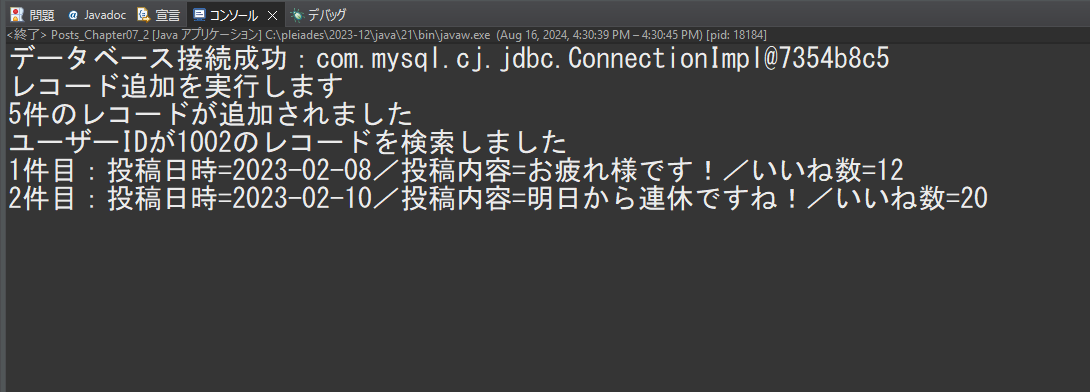 問題 @ Javadoc 宣言 コンソール × デバッグ
<終了> Posts_Chapter07_2 [Java アプリケーション] C:\pleiades\2023-12\java\21\bin\javaw.exe (Aug 16, 2024, 4:30:39 PM – 4:30:45 PM) [pid: 18184]
データベース接続成功：com.mysql.cj.jdbc.ConnectionImpl@7354b8c5
レコード追加を実行します
5件のレコードが追加されました
ユーザーIDが1002のレコードを検索しました
1件目：投稿日時=2023-02-08／投稿内容=お疲れ様です！／いいね数=12
2件目：投稿日時=2023-02-10／投稿内容=明日から連休ですね！／いいね数=20